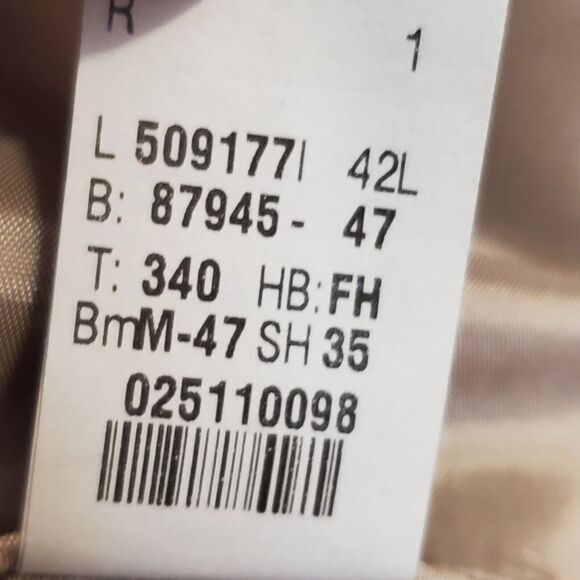 R
1
L 509177I 42L
B: 87945- 47
T: 340 HB: FH
BmM-47 SH 35
025110098